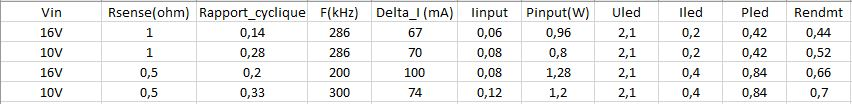 Vin Rsense(ohm) Rapport_cyclique F(kHz) Delta_I (mA) Iinput Pinput(W) Uled Iled Pled Rendmt
16V 1 0,14 286 67 0,06 0,96 2,1 0,2 0,42 0,44
10V 1 0,28 286 70 0,08 0,8 2,1 0,2 0,42 0,52
16V 0,5 0,2 200 100 0,08 1,28 2,1 0,4 0,84 0,66
10V 0,5 0,33 300 74 0,12 1,2 2,1 0,4 0,84 0,7